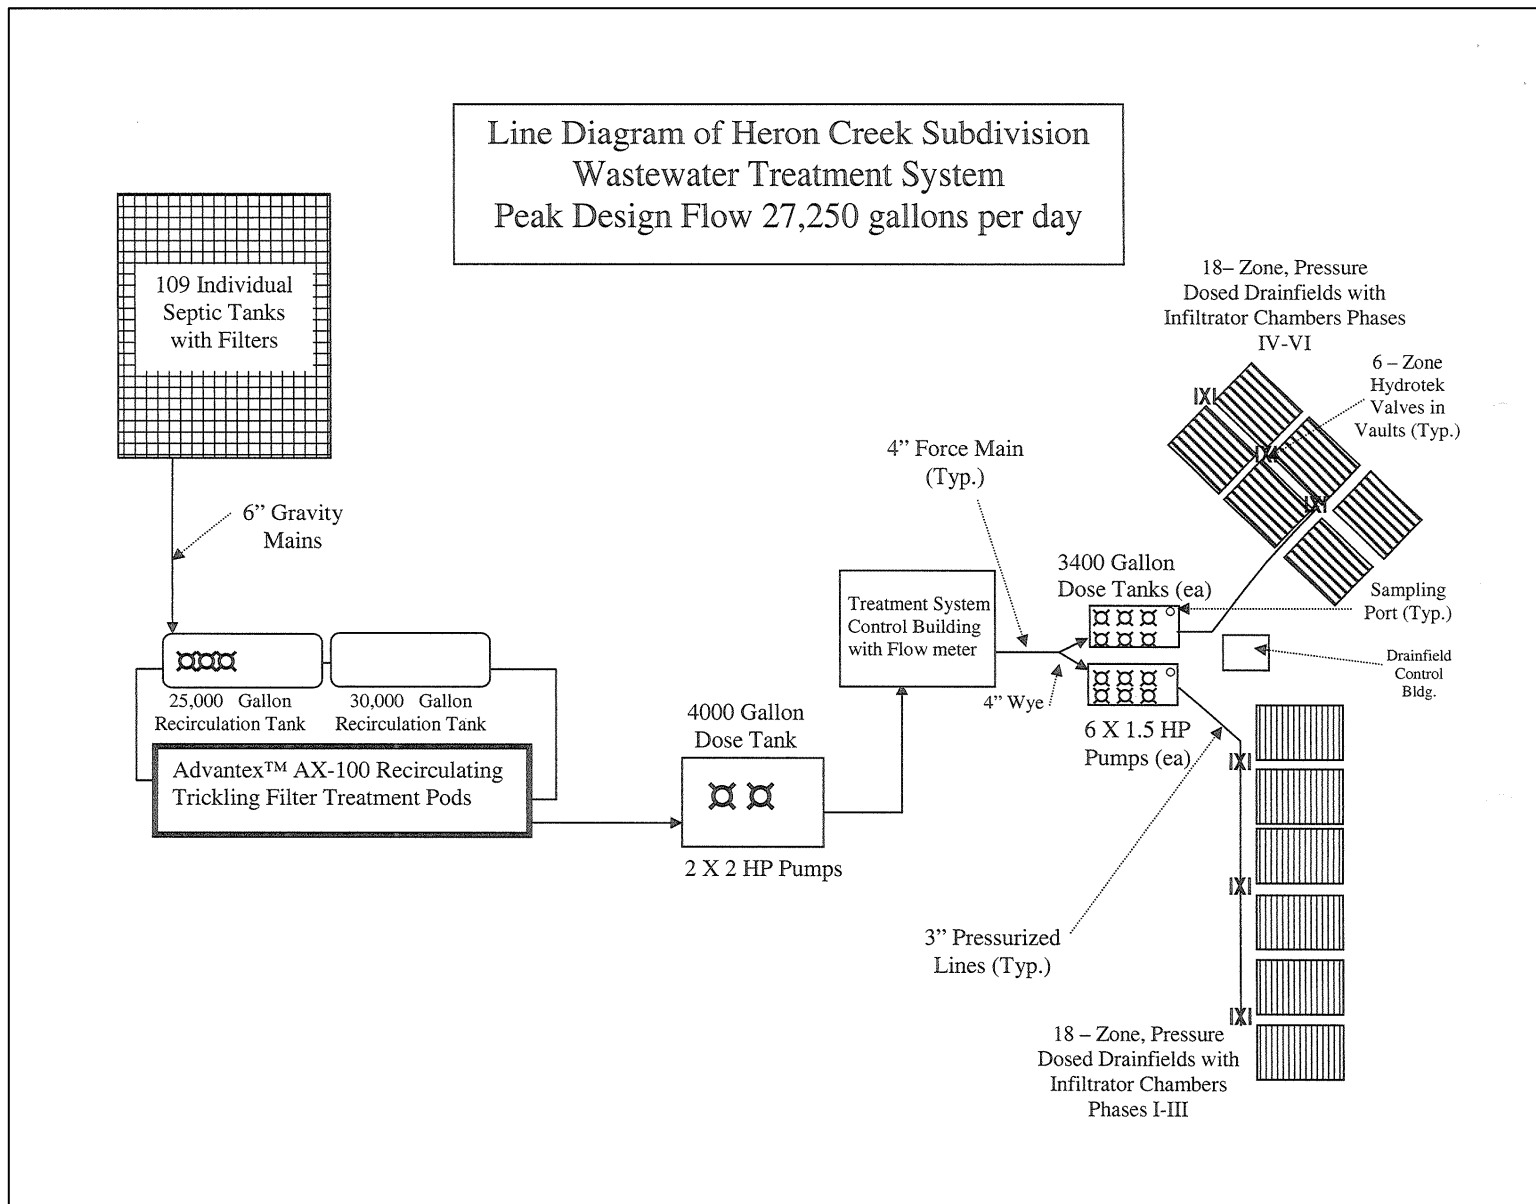 Line Diagram of Heron Creek Subdivision
Wastewater Treatment System
Peak Design Flow 27,250 gallons per day
109 Individual
Septic Tanks
with Filters
18– Zone, Pressure
Dosed Drainfields with
Infiltrator Chambers Phases
IV-VI
6 – Zone
Hydrotek
Valves in
Vaults (Typ.)
4” Force Main
(Typ.)
6” Gravity
Mains
3400 Gallon
Dose Tanks (ea)
Sampling
Port (Typ.)
Treatment System
Control Building
with Flow meter
Drainfield
Control
Bldg.
4” Wye
25,000 Gallon
Recirculation Tank
30,000 Gallon
Recirculation Tank
4000 Gallon
Dose Tank
6 X 1.5 HP
Pumps (ea)
Advantex™ AX-100 Recirculating
Trickling Filter Treatment Pods
2 X 2 HP Pumps
3” Pressurized
Lines (Typ.)
18 – Zone, Pressure
Dosed Drainfields with
Infiltrator Chambers
Phases I-III